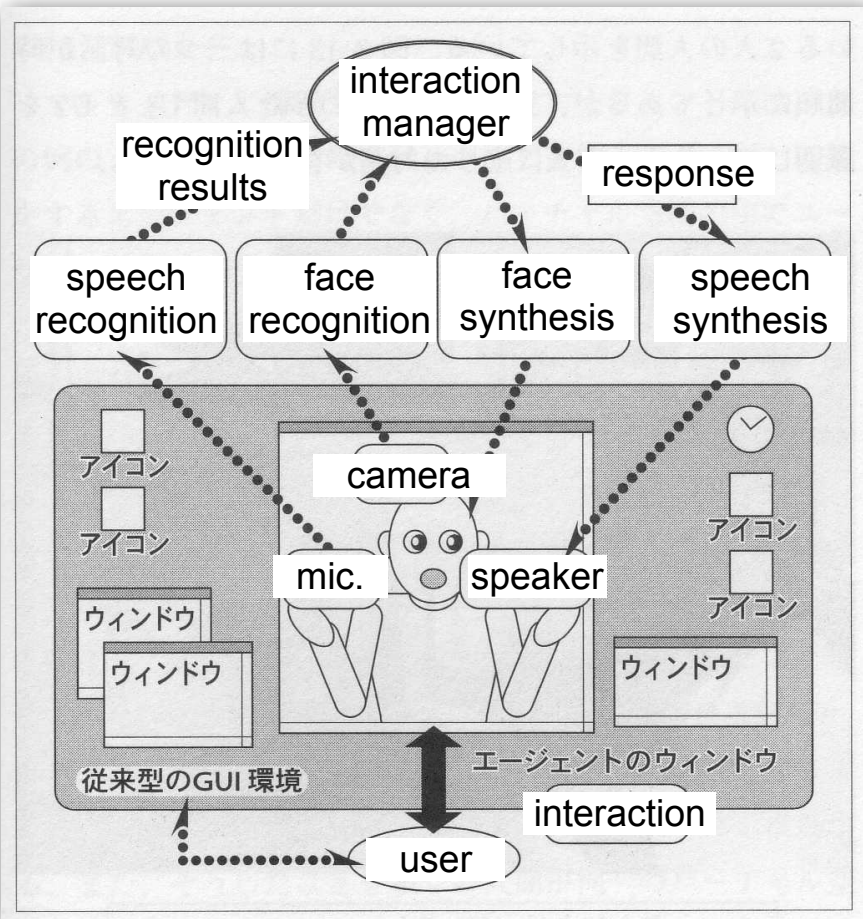 interaction
manager
recognition
results
response
speech
recognition
face
recognition
face
synthesis
speech
synthesis
アイコン
camera
アイコン
アイコン
mic.
speaker
アイコン
ウィンドウ
ウィンドウ
ウィンドウ
エージェントのウィンドウ
従来型のGUI 環境
interaction
user